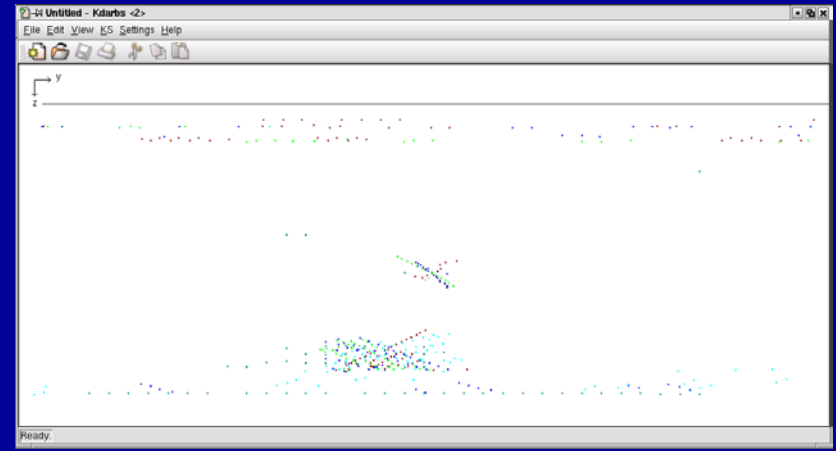 Untitled - Kdarbs <2>
File Edit View KS Settings Help
y
z
Ready.